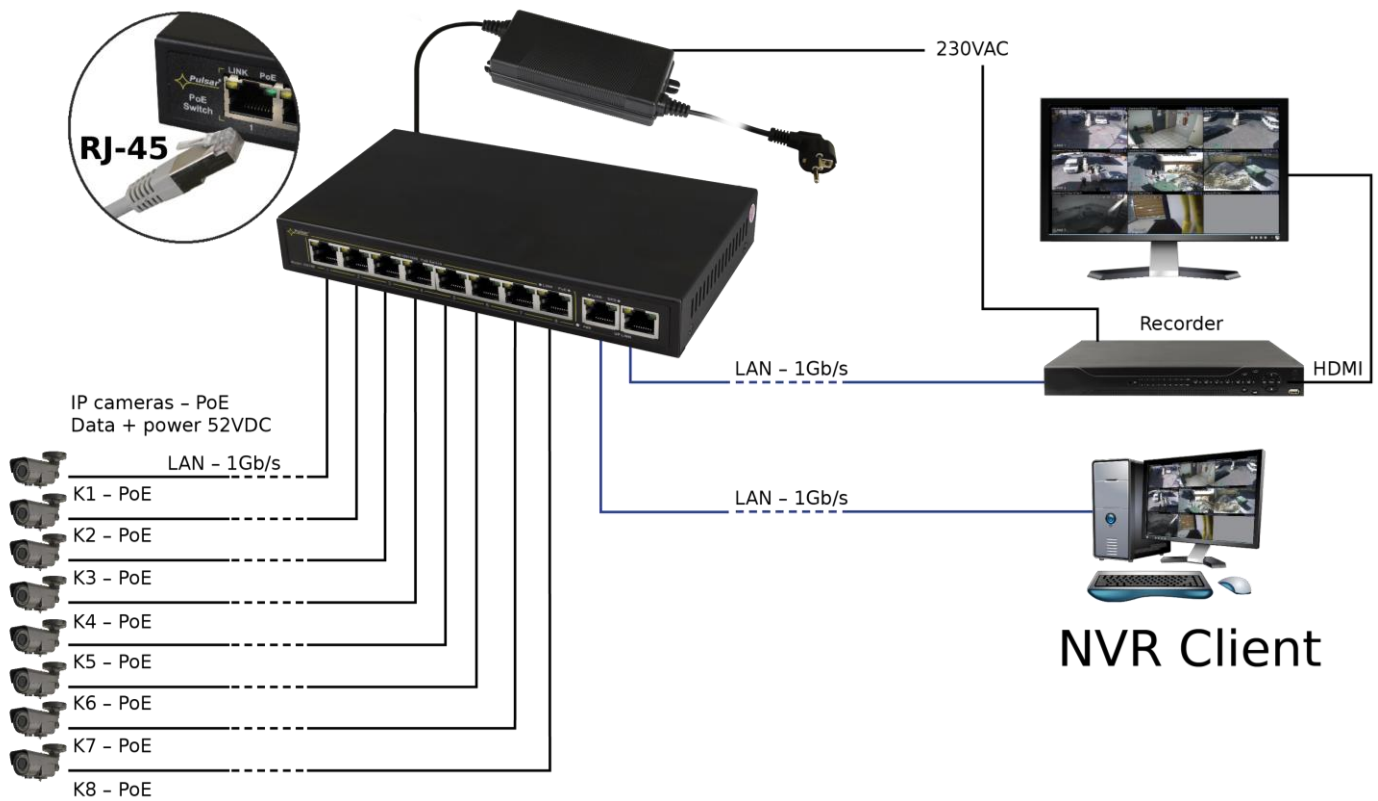 LINK PoE
Pulsar
PoE
Switch
1
RJ-45
230VAC
Recorder
HDMI
LAN – 1Gb/s
IP cameras – PoE
Data + power 52VDC
LAN – 1Gb/s
K1 – PoE
K2 – PoE
K3 – PoE
K4 – PoE
K5 – PoE
K6 – PoE
K7 – PoE
K8 – PoE
LAN – 1Gb/s
NVR Client